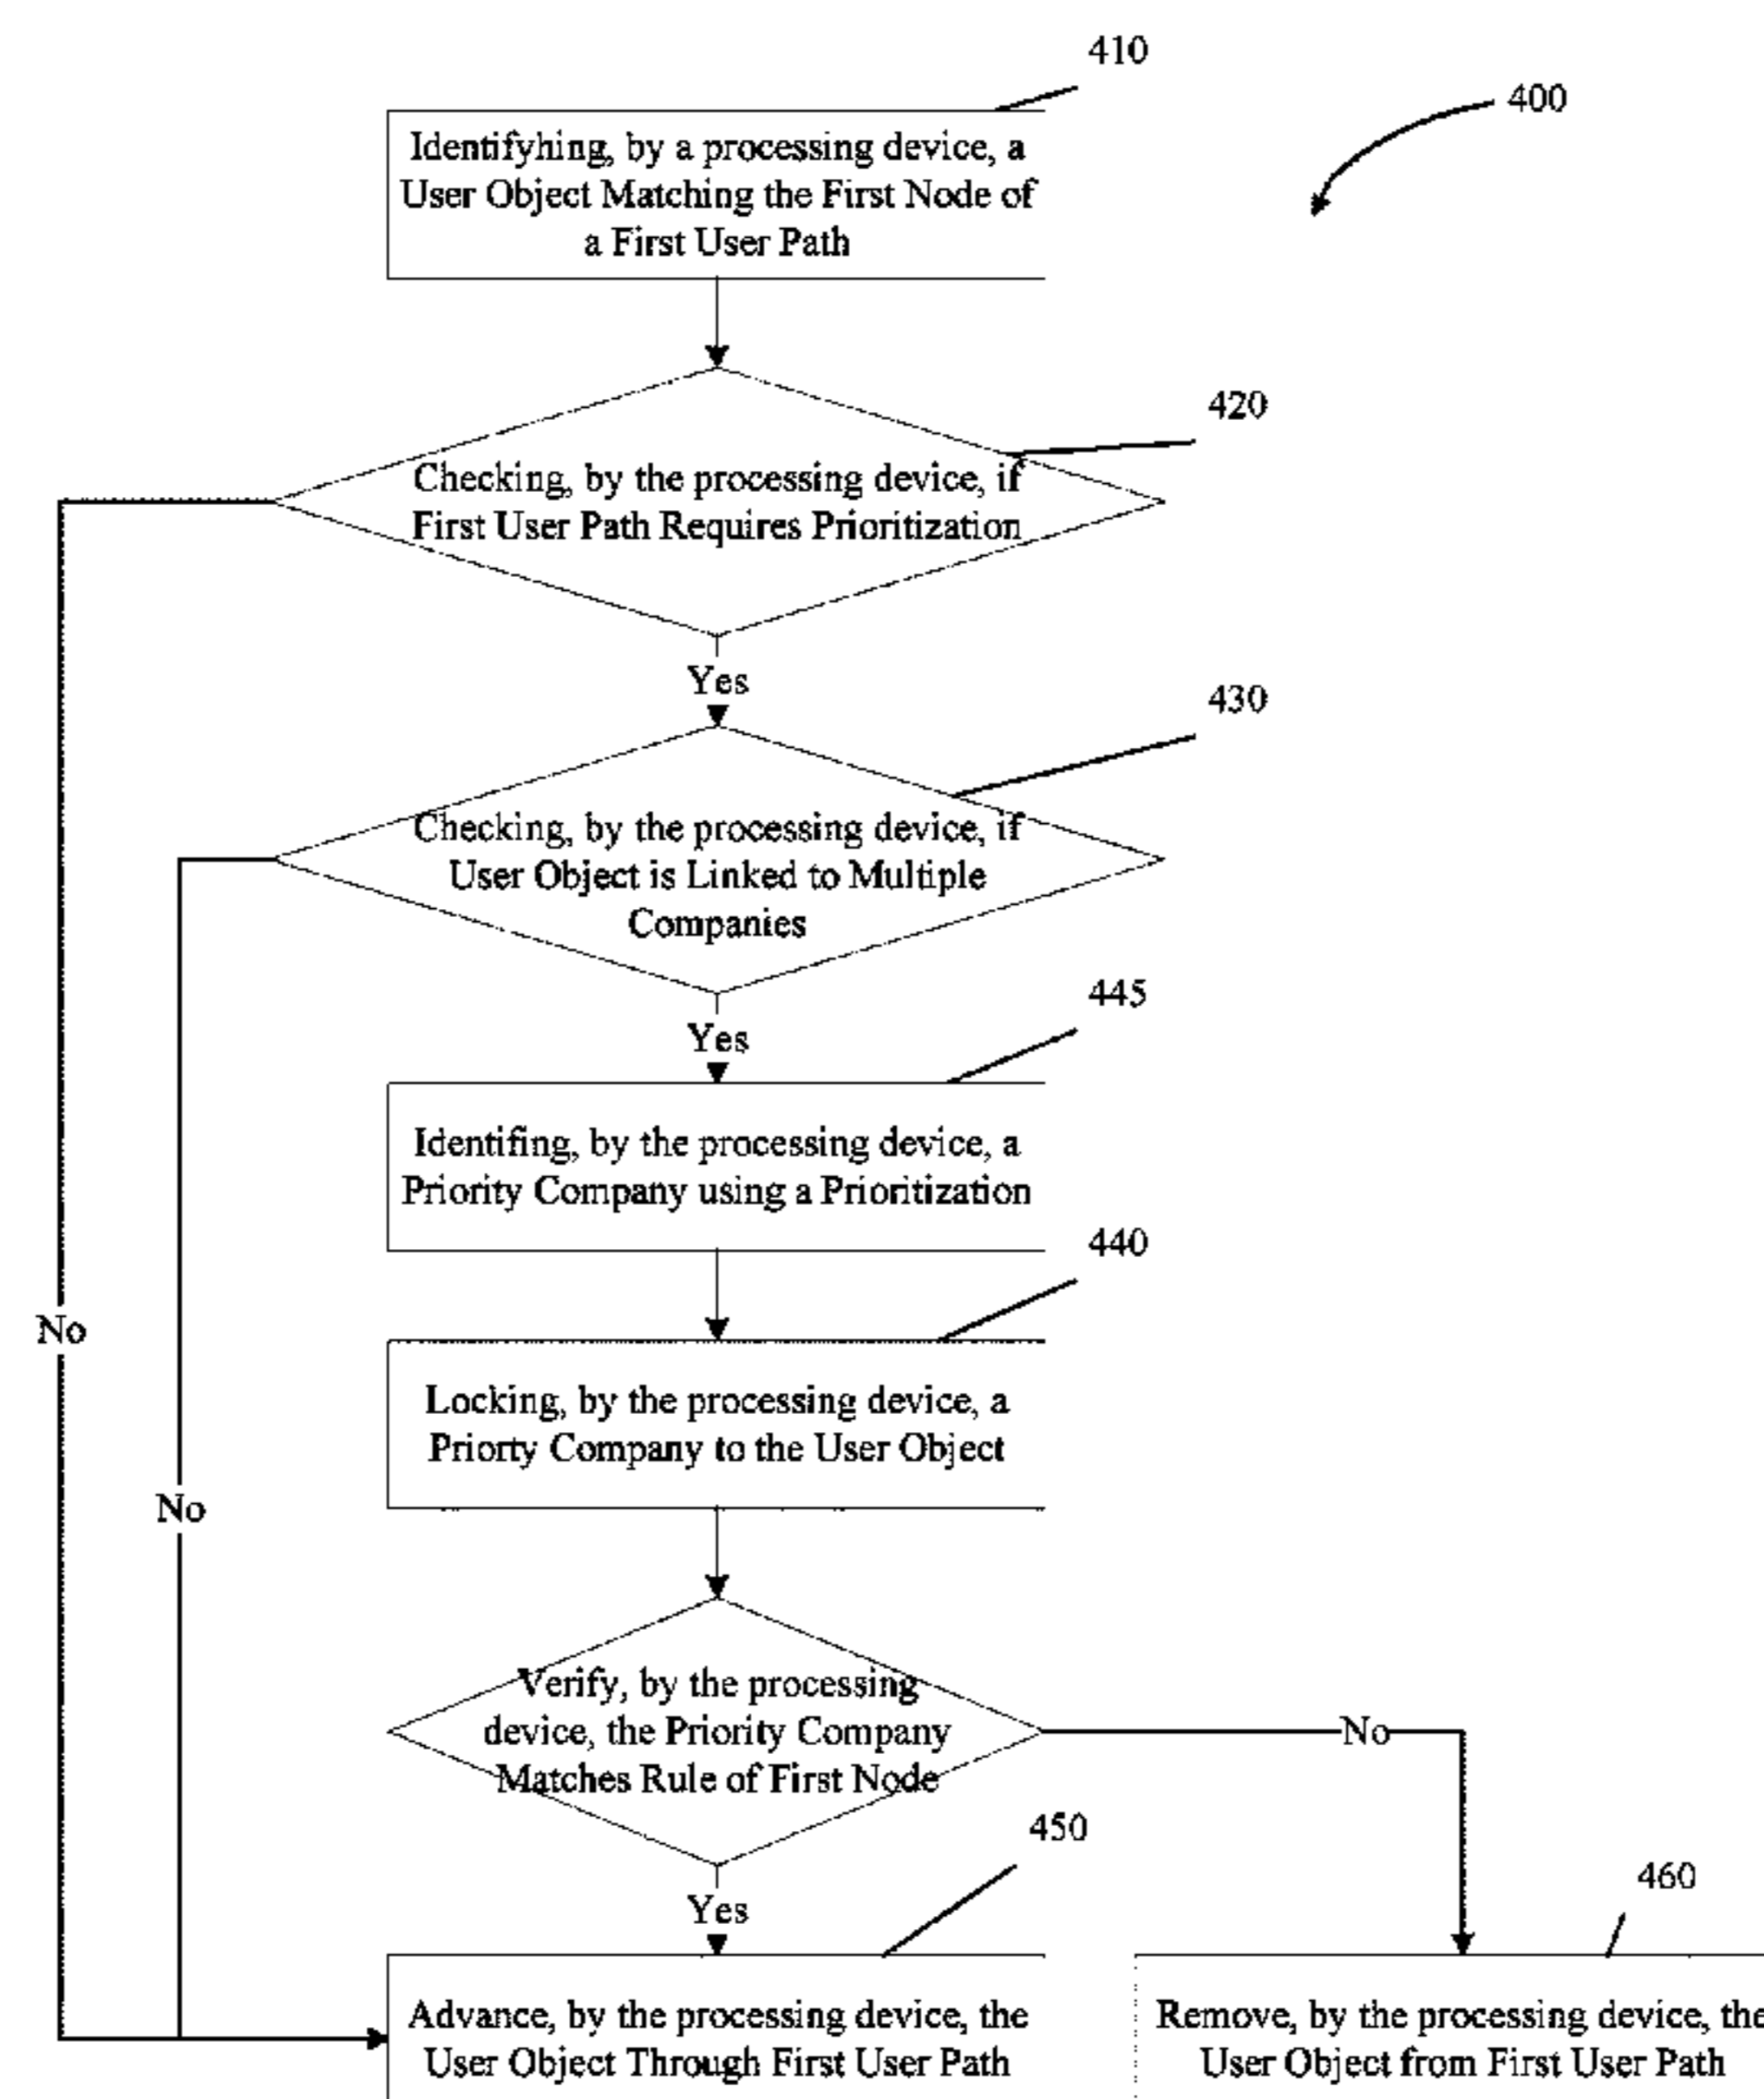 410
400
Identifyhing, by a processing device, a
User Object Matching the First Node of
a First User Path
420
Checking, by the processing device, if
First User Path Requires Prioritization
Yes
430
Checking, by the processing device, if
User Object is Linked to Multiple
Companies
445
Yes
Identifing, by the processing device, a
Priority Company using a Prioritization
440
No
Locking, by the processing device, a
Priorty Company to the User Object
No
Verify, by the processing
device, the Priority Company
Matches Rule of First Node
No
450
460
Yes
Advance, by the processing device, the
User Object Through First User Path
Remove, by the processing device, the
User Object from First User Path